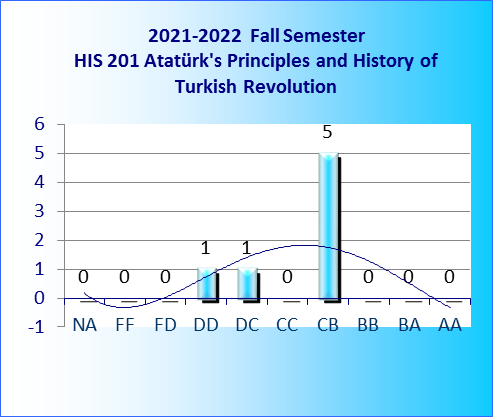 2021-2022 Fall Semester
HIS 201 Atatürk's Principles and History of
Turkish Revolution
6
5
4
3
2
1
0
-1
0 0 0 1 1 0 5 0 0 0
NA FF FD DD DC CC CB BB BA AA